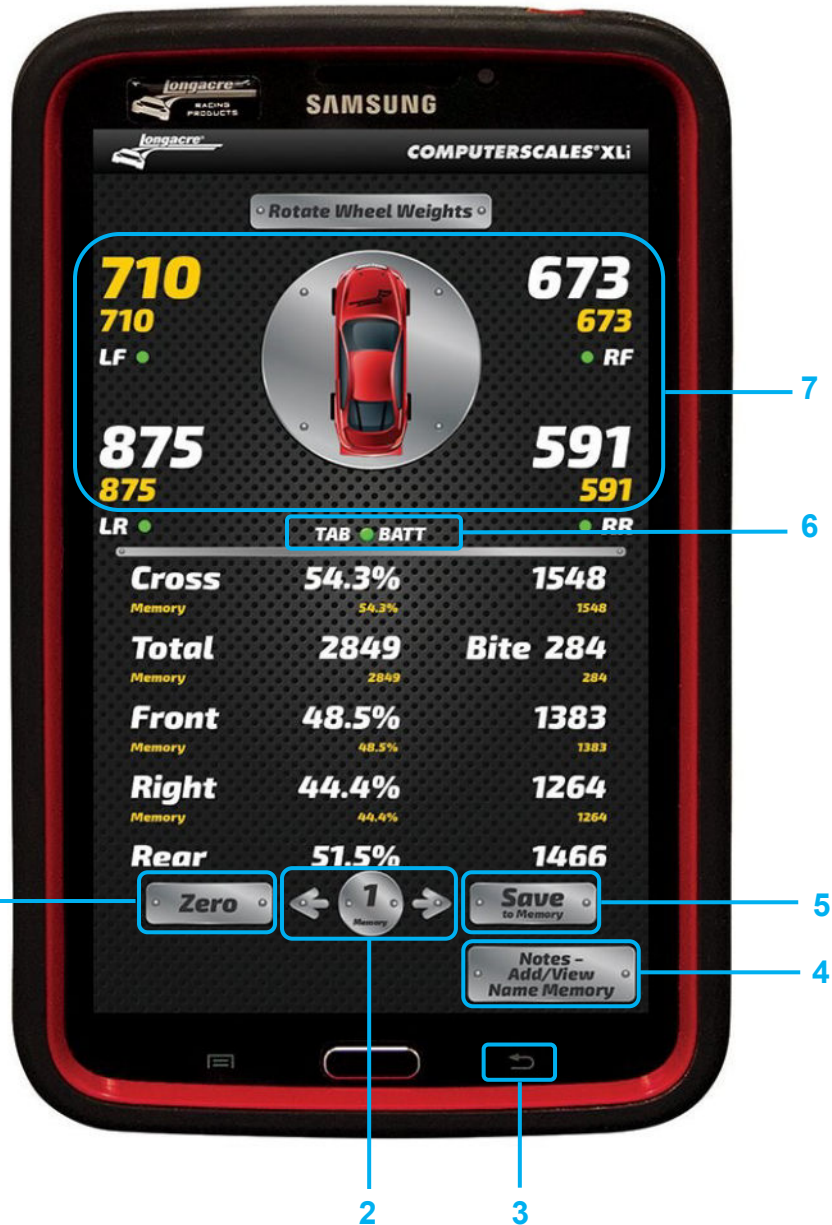 Longacre®
RACING
PRODUCTS
SAMSUNG
Longacre®
COMPUTERSCALES®XLi
Rotate Wheel Weights
710 673
710 673
LF RF
7
875 591
875 591
LR TAB BATT RR
6
Cross 54.3% 1548
Memory 54.3% 1548
Total 2849 Bite 284
Memory 2849 284
Front 48.5% 1383
Memory 48.5% 1383
Right 44.4% 1264
Memory 44.4% 1264
Rear 51.5% 1466
Zero 1 Save 5
Memory to Memory
Notes –
Add/View 4
Name Memory
2 3